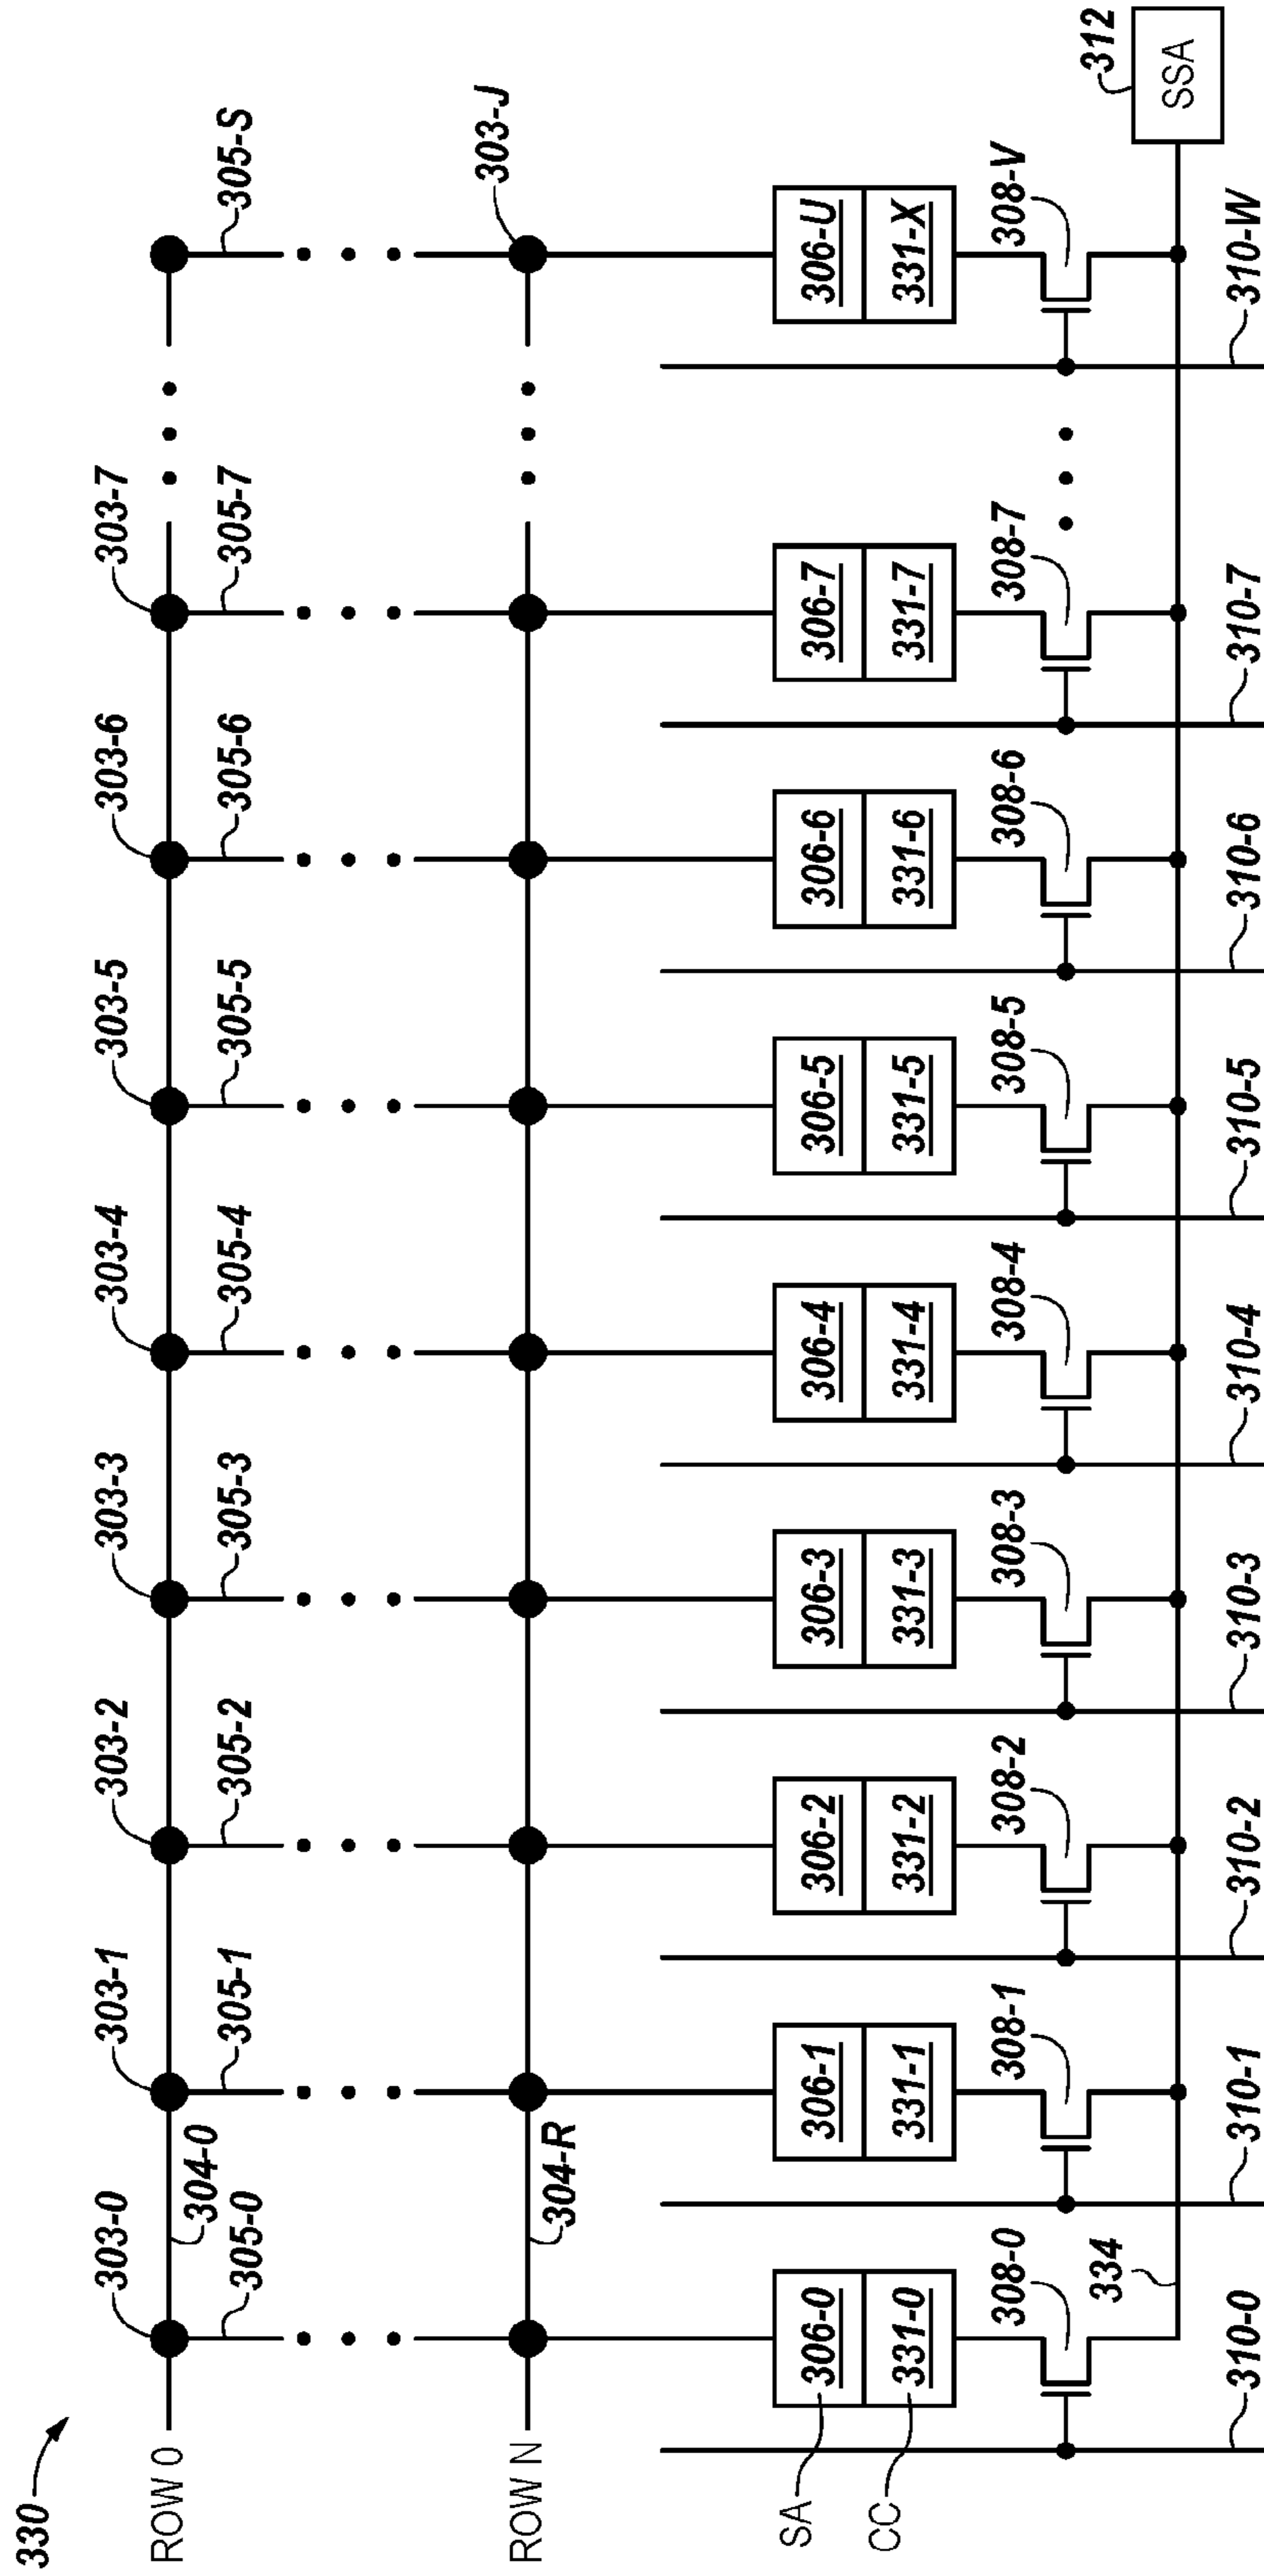 330
303-0 303-1 303-2 303-3 303-4 303-5 303-6 303-7
ROW 0
304-0
305-0 305-1 305-2 305-3 305-4 305-5 305-6 305-7 305-S
303-J
ROW N
304-R
SA 306-0 306-1 306-2 306-3 306-4 306-5 306-6 306-7 306-U
CC 331-0 331-1 331-2 331-3 331-4 331-5 331-6 331-7 331-X
308-0 308-1 308-2 308-3 308-4 308-5 308-6 308-7 308-V
334
312
SSA
310-0 310-1 310-2 310-3 310-4 310-5 310-6 310-7 310-W